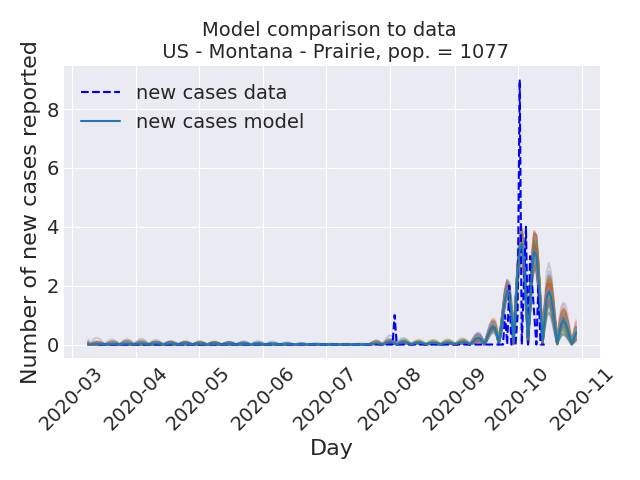 Model comparison to data
US - Montana - Prairie, pop. = 1077
Number of new cases reported
8
6
4
2
0
new cases data
new cases model
2020-03
2020-04
2020-05
2020-06
2020-07
2020-08
2020-09
2020-10
2020-11
Day